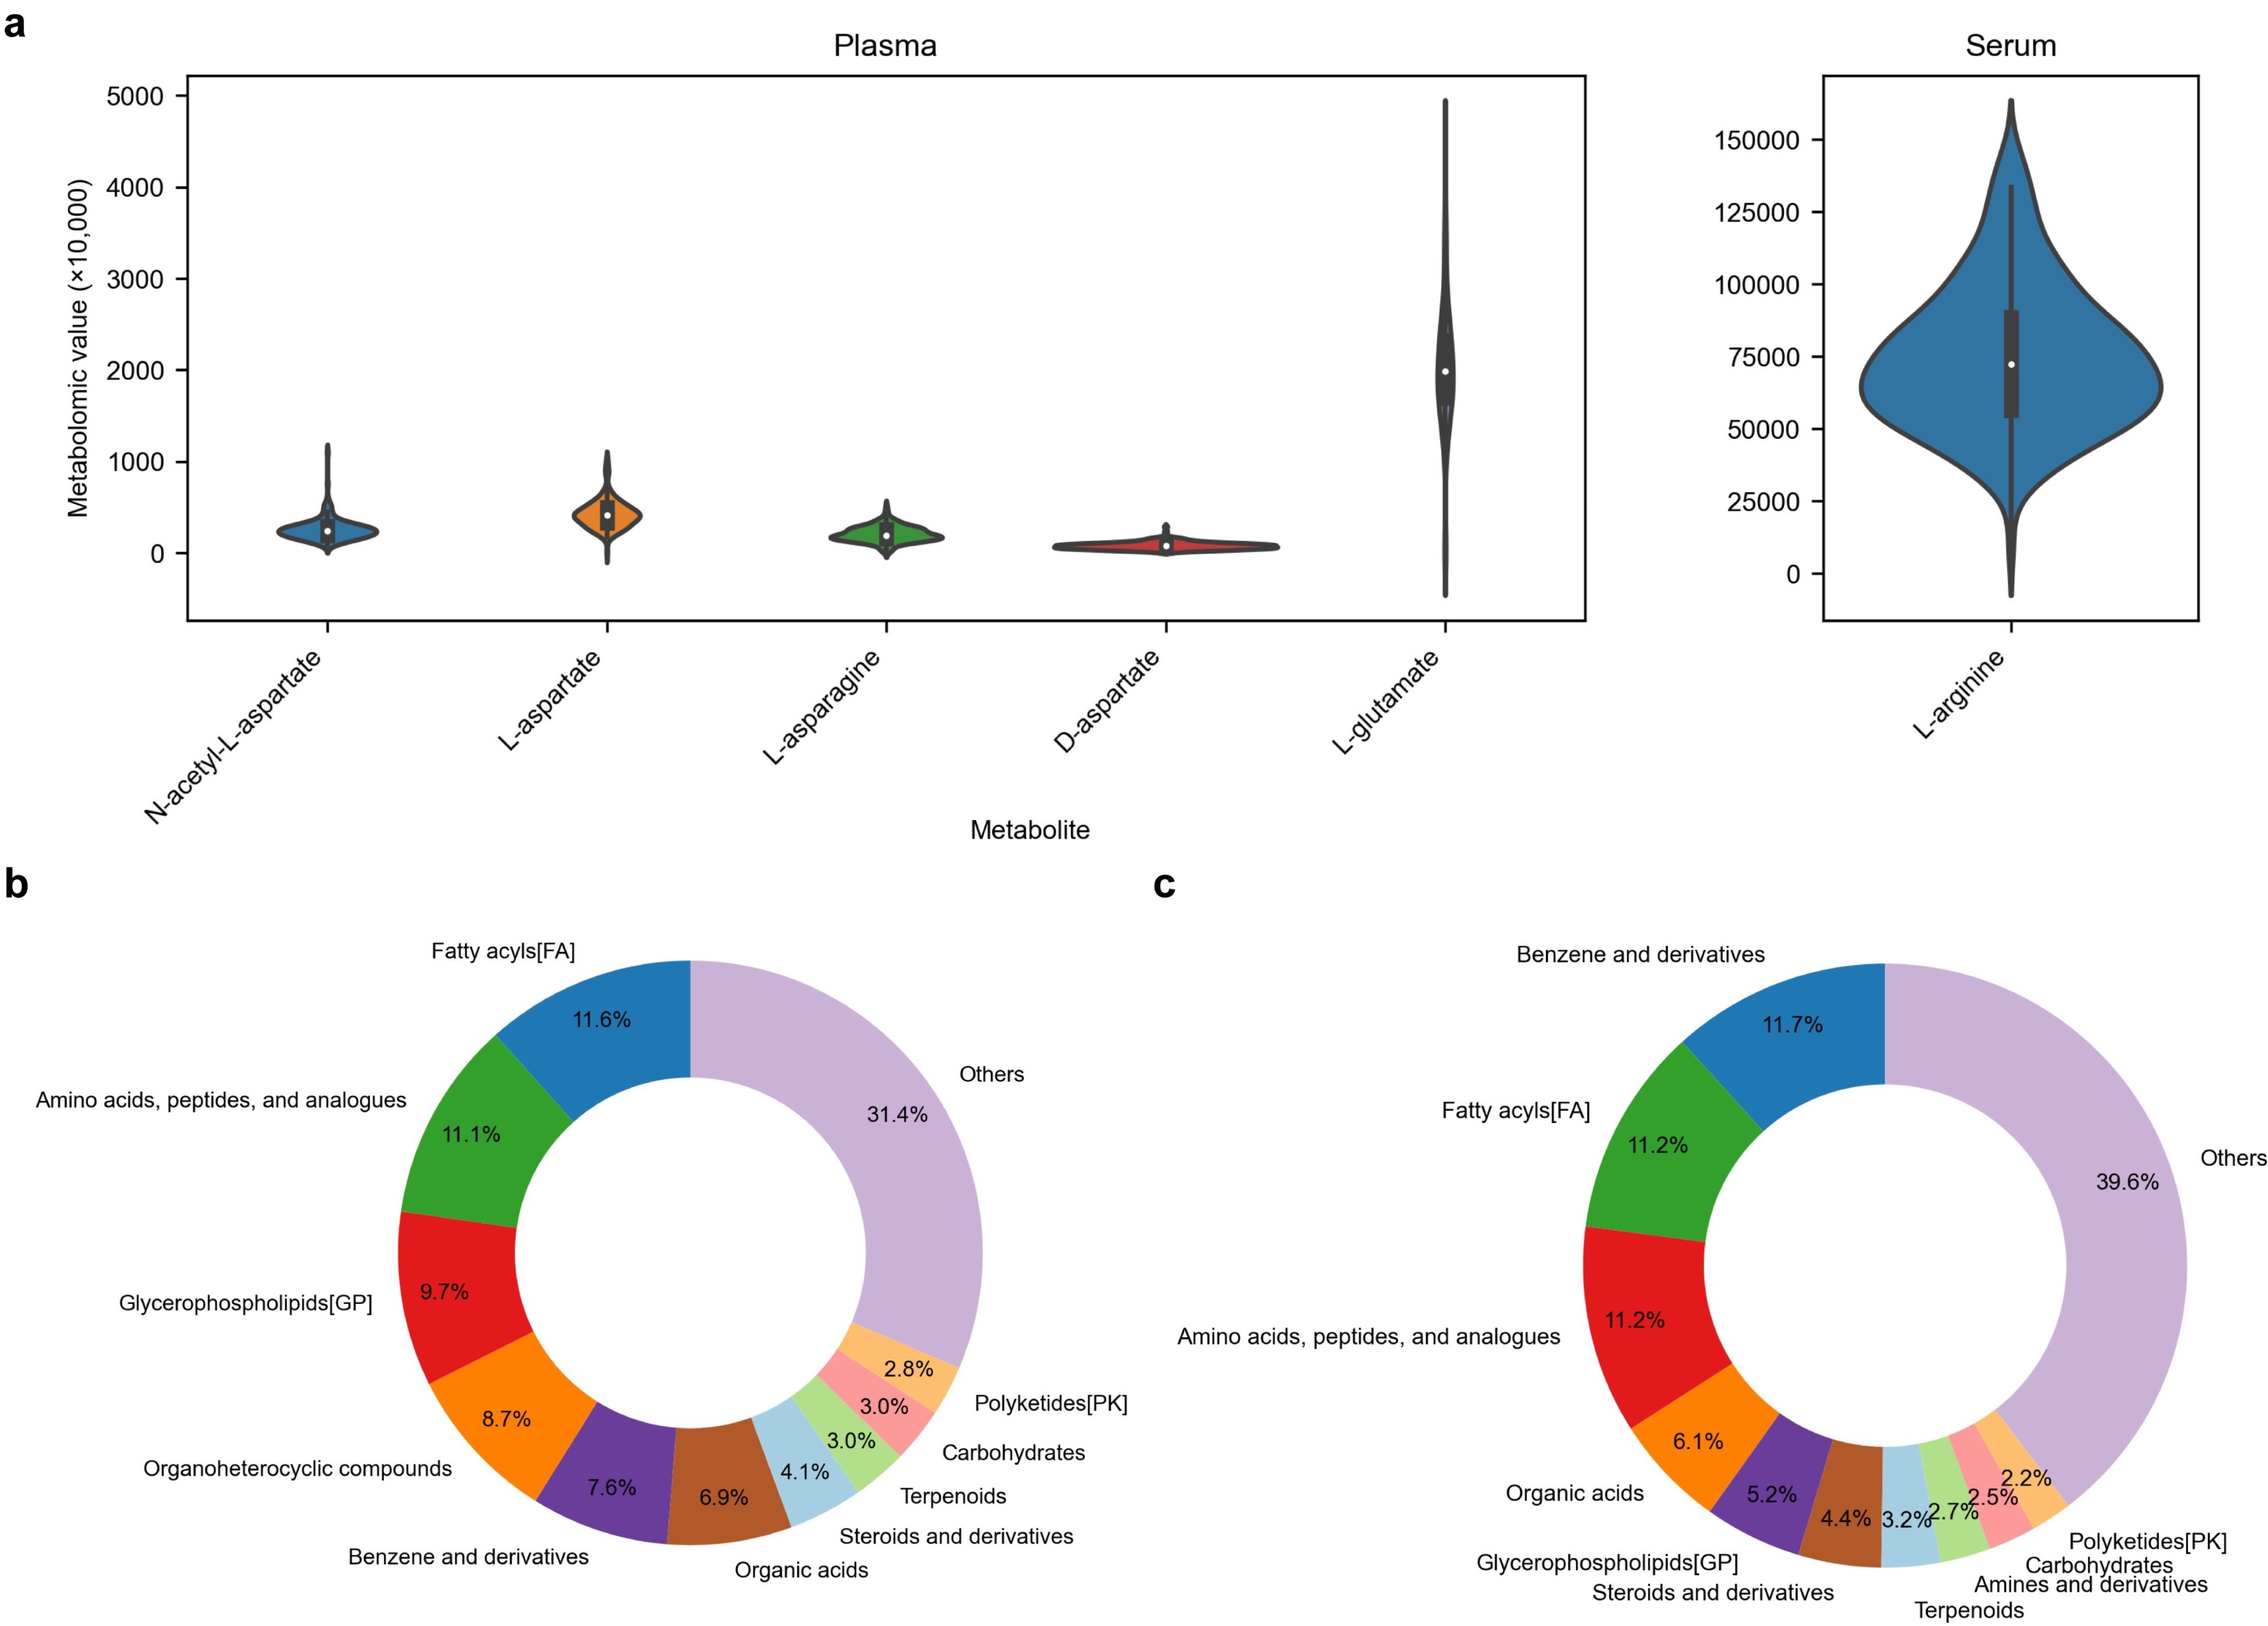 a
Plasma
Serum
Metabolomic value (×10,000)
5000
4000
3000
2000
1000
0
150000
125000
100000
75000
50000
25000
0
N-acetyl-L-aspartate
L-aspartate
L-asparagine
D-aspartate
L-glutamate
L-arginine
Metabolite
b
Fatty acyls[FA]
11.6%
Amino acids, peptides, and analogues
11.1%
Glycerophospholipids[GP]
9.7%
Organoheterocyclic compounds
8.7%
Benzene and derivatives
7.6%
Organic acids
6.9%
Steroids and derivatives
4.1%
Terpenoids
3.0%
Carbohydrates
3.0%
Polyketides[PK]
2.8%
Others
31.4%
c
Benzene and derivatives
11.7%
Fatty acyls[FA]
11.2%
Amino acids, peptides, and analogues
11.2%
Organic acids
6.1%
Glycerophospholipids[GP]
5.2%
Steroids and derivatives
4.4%
Terpenoids
3.2%
Amines and derivatives
2.7%
Carbohydrates
2.5%
Polyketides[PK]
2.2%
Others
39.6%